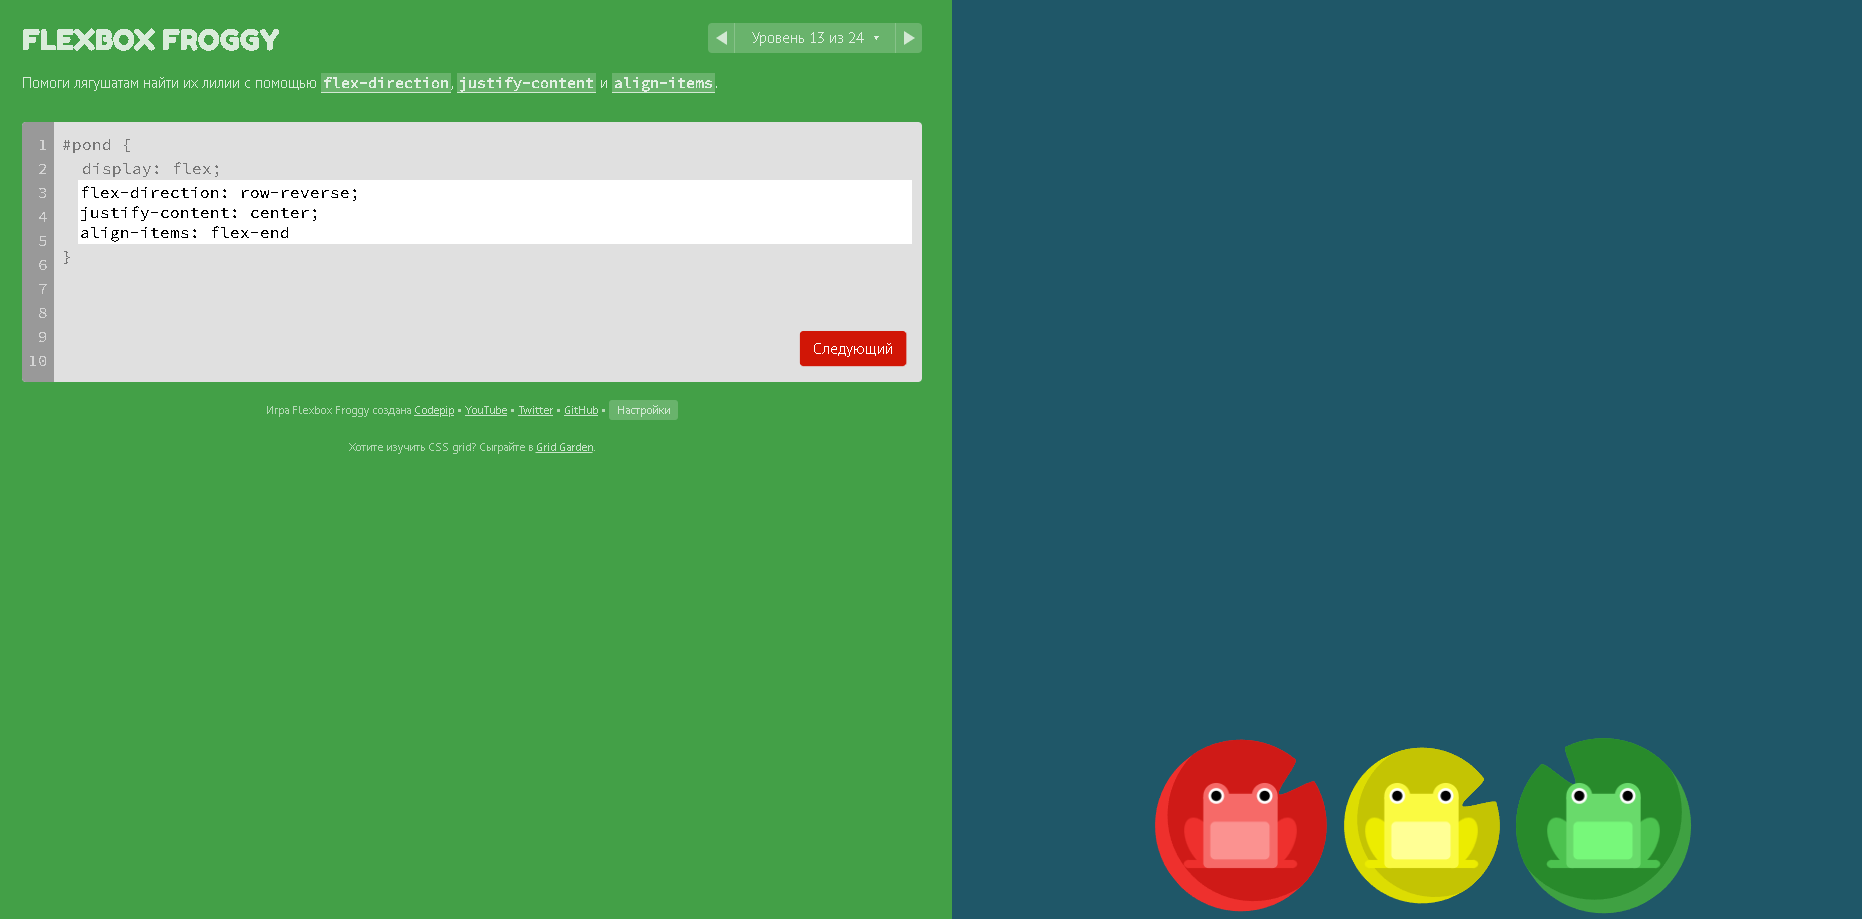 FLEXBOX FROGGY
Уровень 13 из 24
Помоги лягушатам найти их лилии с помощью flex-direction, justify-content и align-items.
1 #pond {
2 display: flex;
3 flex-direction: row-reverse;
4 justify-content: center;
5 align-items: flex-end
6 }
7
8
9
10
Следующий
Игра Flexbox Froggy создана Codepip • YouTube • Twitter • GitHub • Настройки
Хотите изучить CSS grid? Сыграйте в Grid Garden.